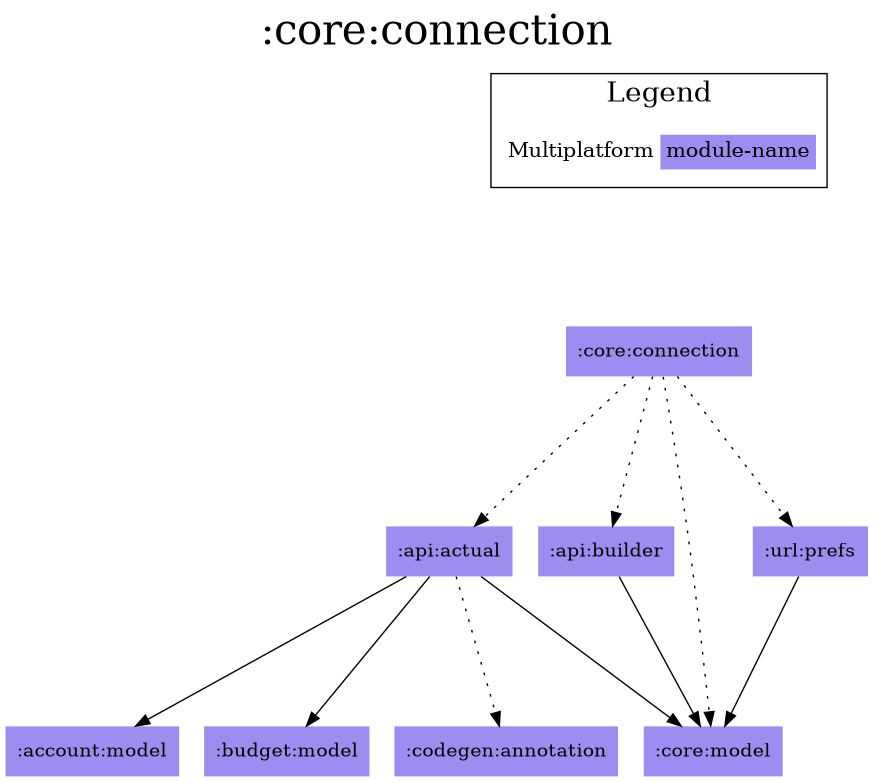 :core:connection
Legend
Multiplatform module-name
:core:connection
:api:actual :api:builder :url:prefs
:account:model :budget:model :codegen:annotation :core:model